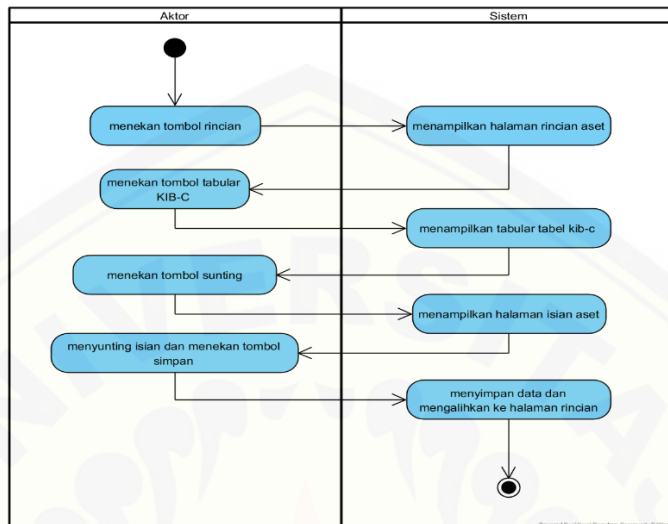 Aktor
Sistem
menekan tombol rincian
menampilkan halaman rincian aset
menekan tombol tabular
KIB-C
menampilkan tabular tabel kib-c
menekan tombol sunting
menampilkan halaman isian aset
menyunting isian dan menekan tombol
simpan
menyimpan data dan
mengalihkan ke halaman rincian
UNIVERSITAS